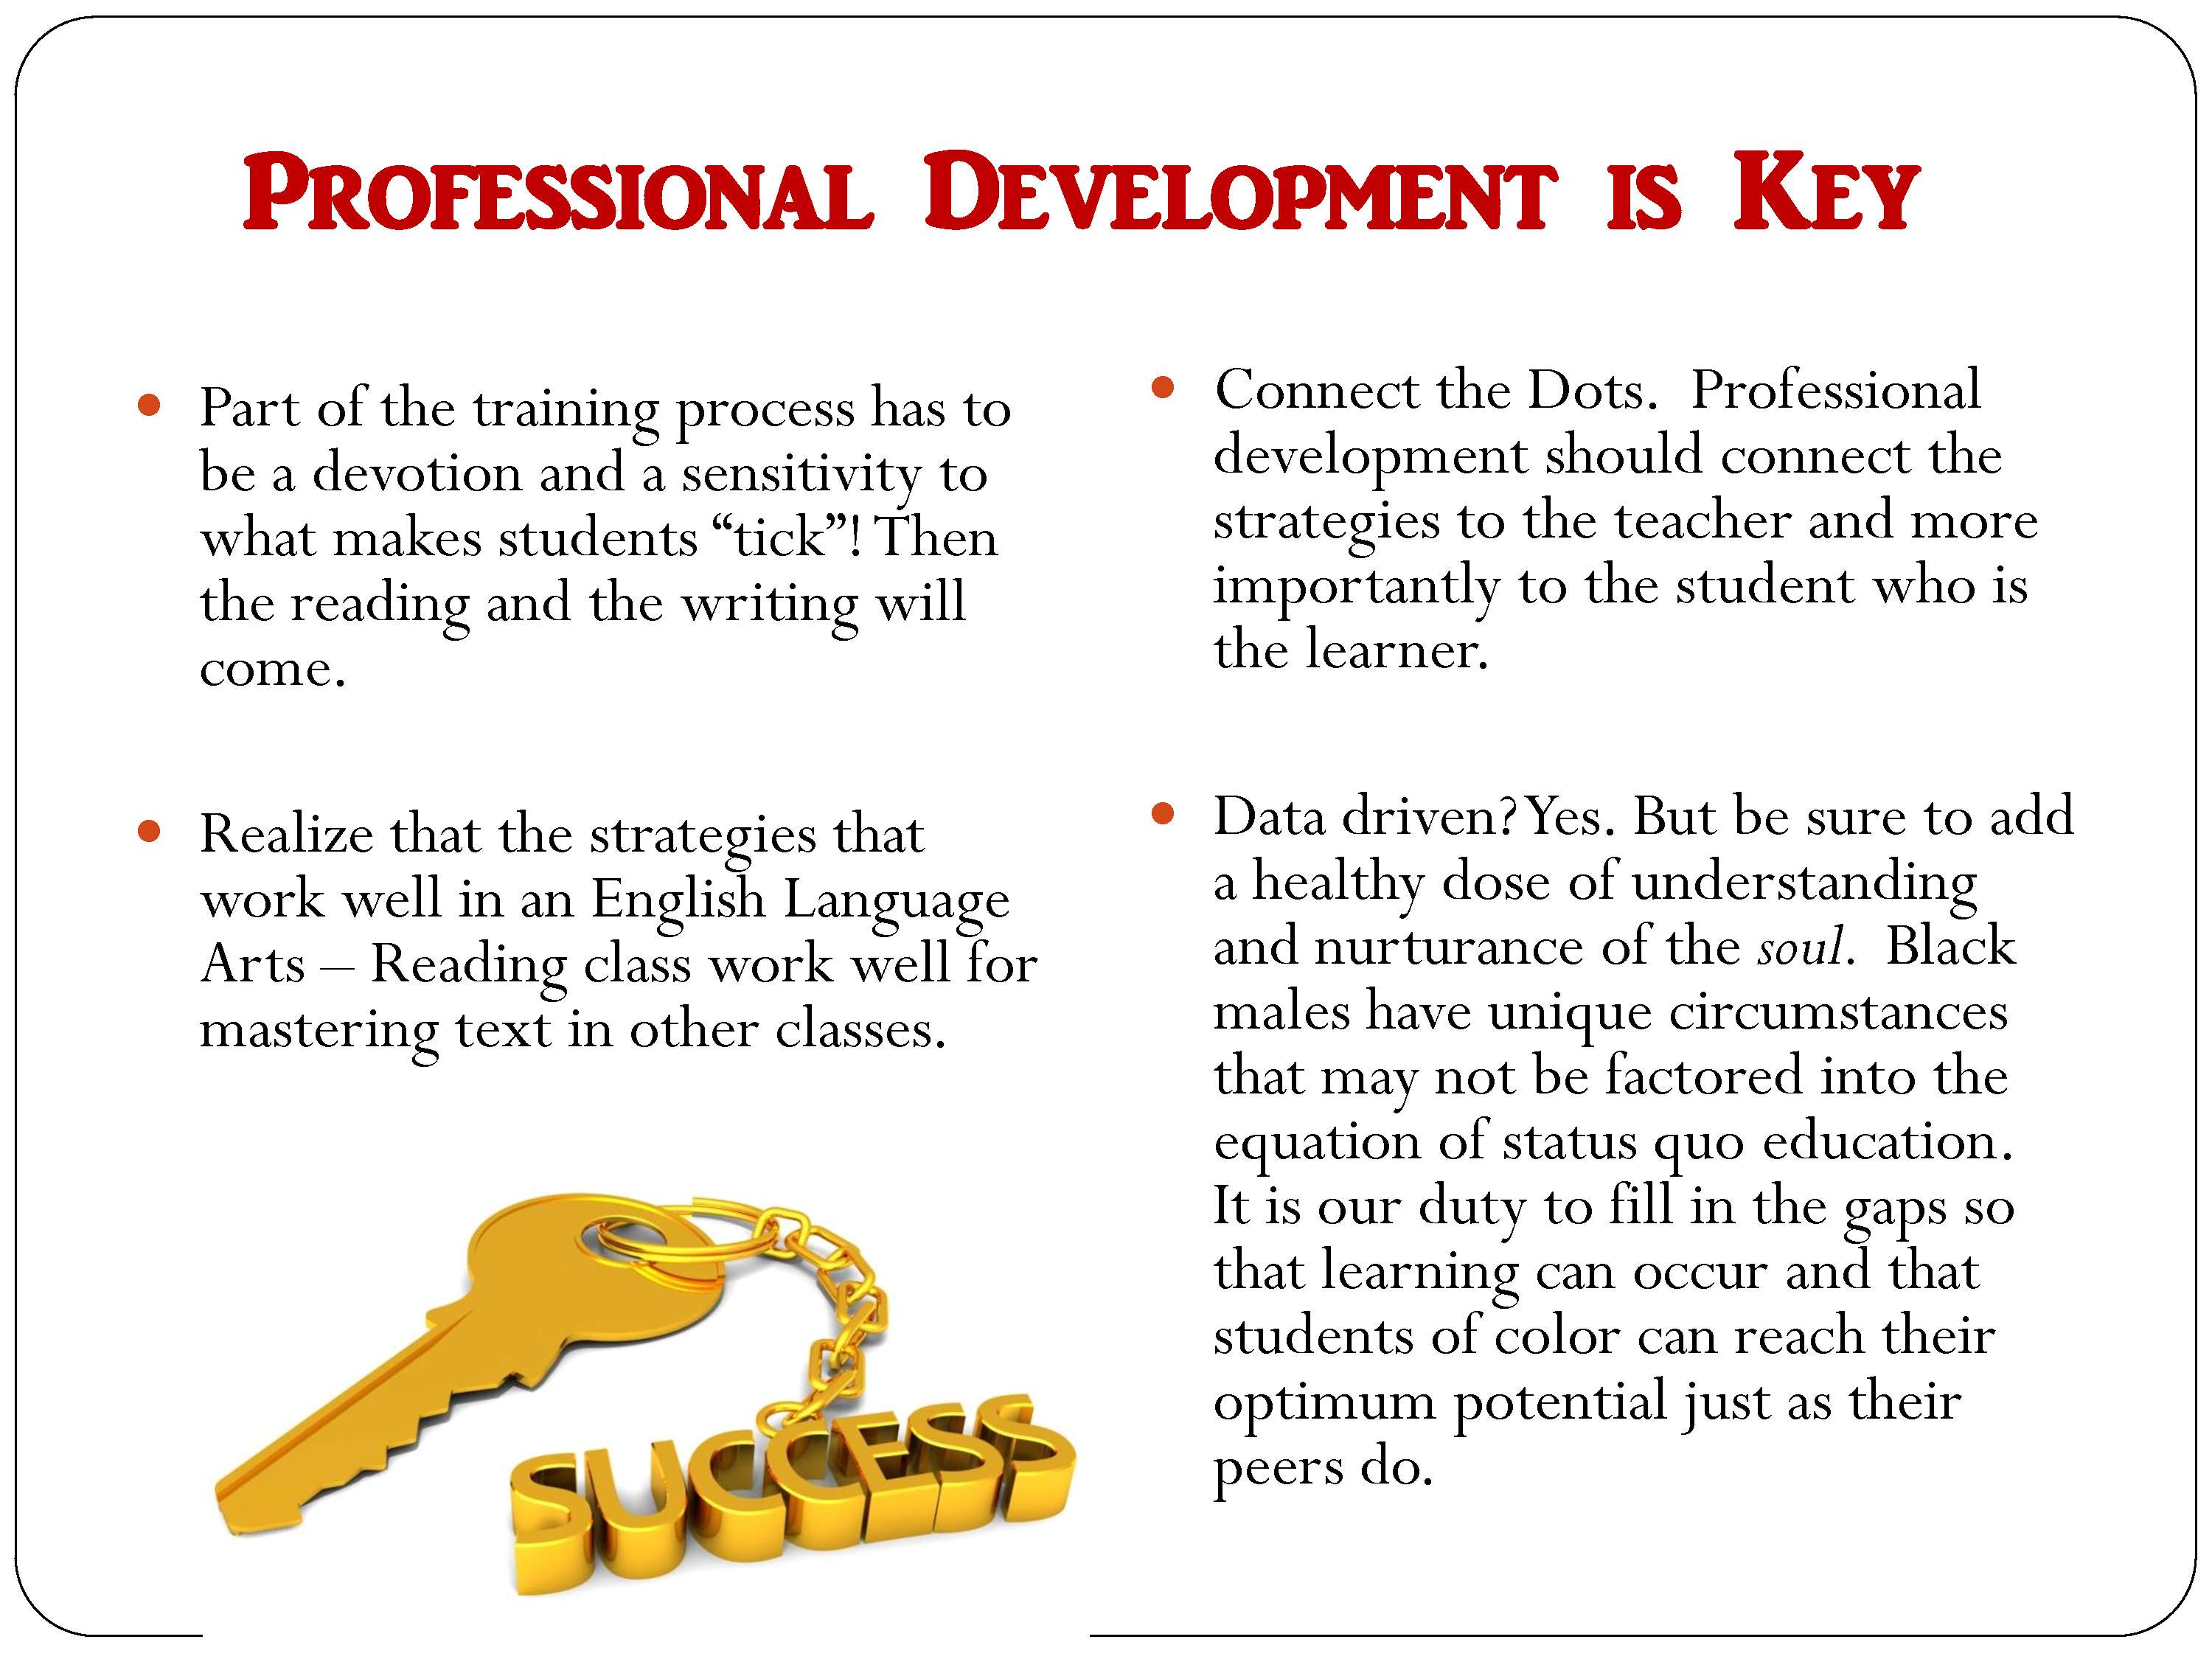 PROFESSIONAL DEVELOPMENT IS KEY
• Part of the training process has to
be a devotion and a sensitivity to
what makes students “tick”! Then
the reading and the writing will
come.
• Realize that the strategies that
work well in an English Language
Arts – Reading class work well for
mastering text in other classes.
SUCCESS
• Connect the Dots. Professional
development should connect the
strategies to the teacher and more
importantly to the student who is
the learner.
• Data driven? Yes. But be sure to add
a healthy dose of understanding
and nurturance of the soul. Black
males have unique circumstances
that may not be factored into the
equation of status quo education.
It is our duty to fill in the gaps so
that learning can occur and that
students of color can reach their
optimum potential just as their
peers do.